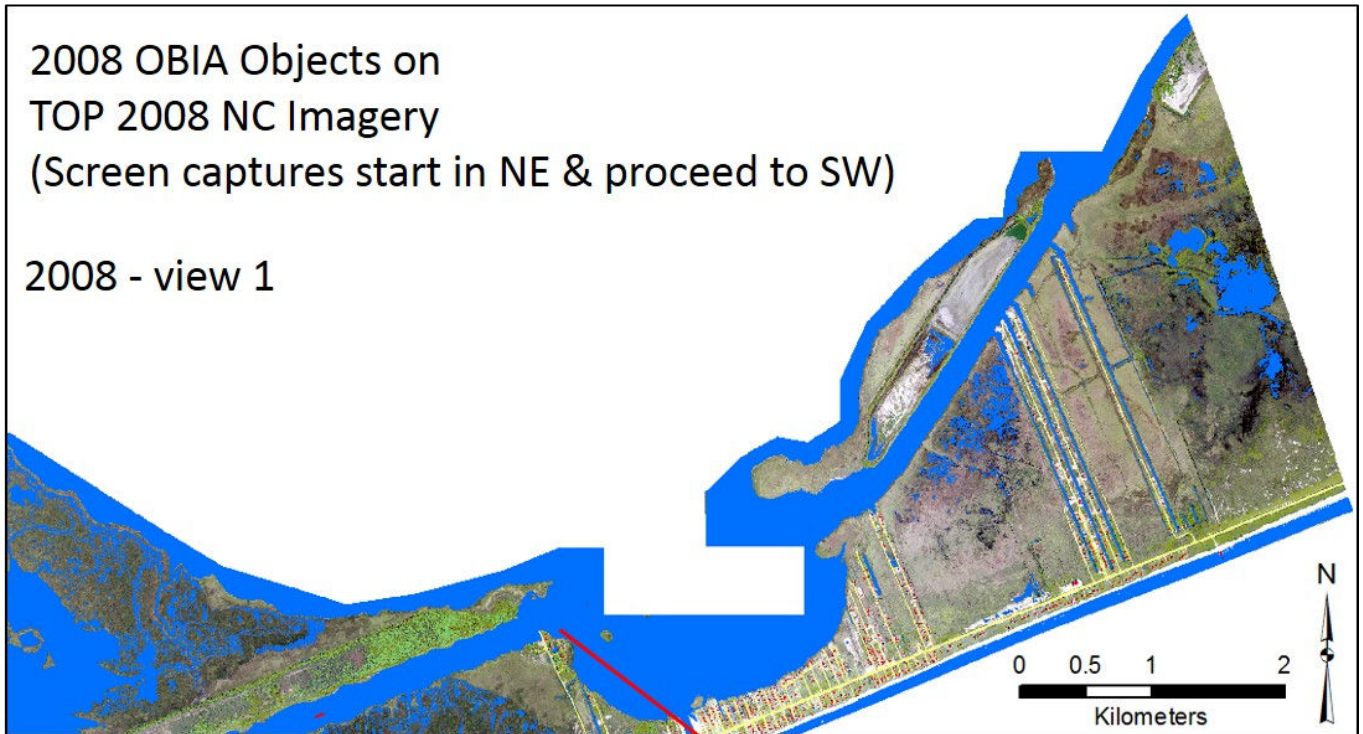 2008 OBIA Objects on
TOP 2008 NC Imagery
(Screen captures start in NE & proceed to SW)
2008 - view 1
N
0 0.5 1 2
Kilometers